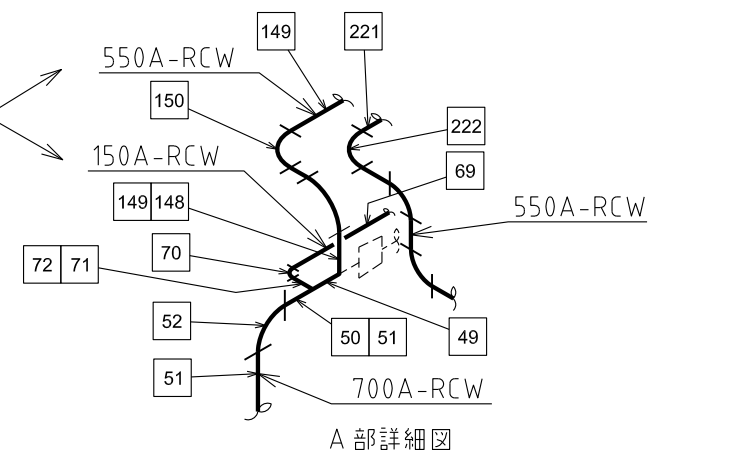 149 221
550A-RCW
150
222
150A-RCW
69
149 148
550A-RCW
70
72 71
52
50 51
49
51
700A-RCW
A部詳細図